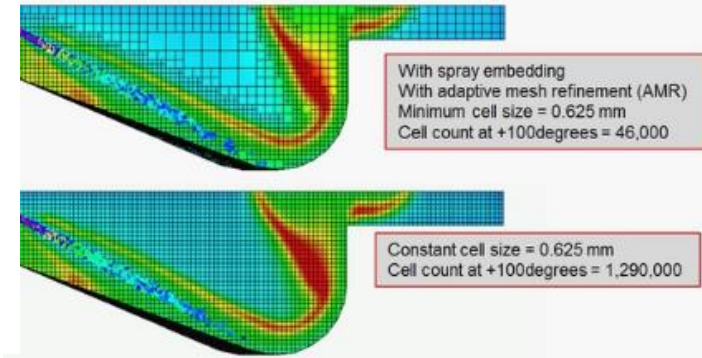 With spray embedding
With adaptive mesh refinement (AMR)
Minimum cell size = 0.625 mm
Cell count at +100degrees = 46,000
Constant cell size = 0.625 mm
Cell count at +100degrees = 1,290,000